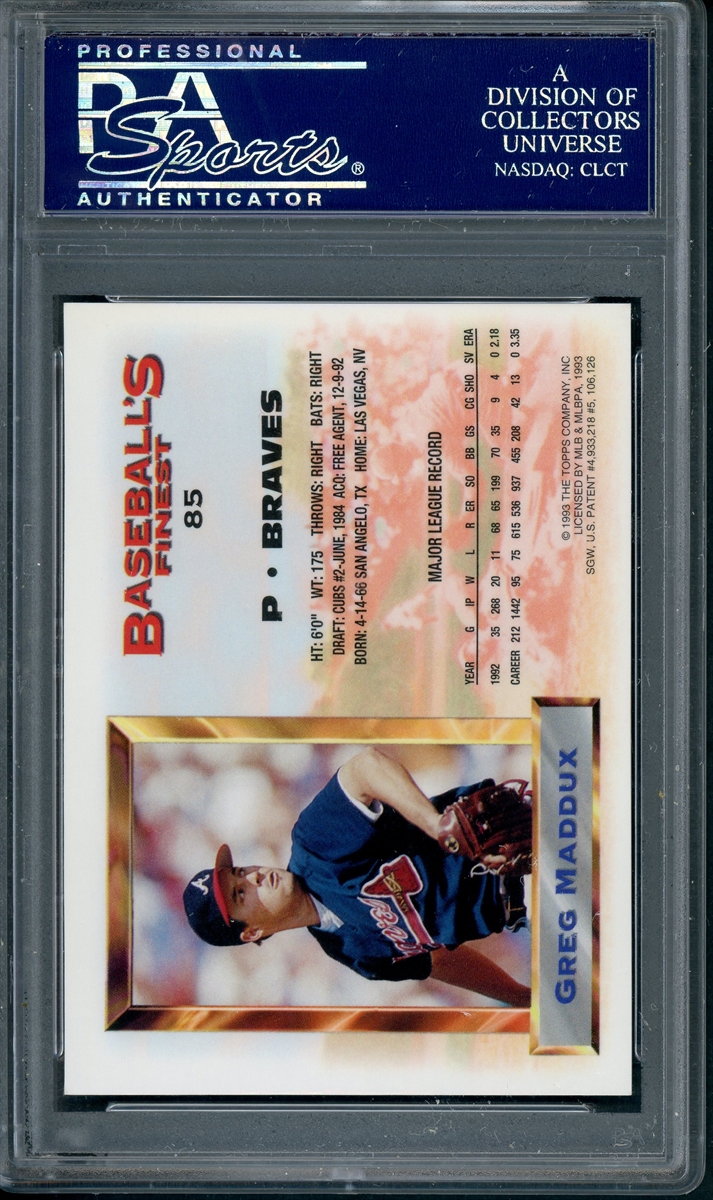 PROFESSIONAL
PSA
Sports®
AUTHENTICATOR
A
DIVISION OF
COLLECTORS
UNIVERSE
NASDAQ: CLCT
BASEBALL'S
FINEST
85
P • BRAVES
HT: 6'0" WT: 175 THROWS: RIGHT BATS: RIGHT
DRAFT: CUBS #2-JUNE, 1984 ACQ: FREE AGENT, 12-9-92
BORN: 4-14-66 SAN ANGELO, TX HOME: LAS VEGAS, NV
MAJOR LEAGUE RECORD
YEAR G IP W L R ER SO BB GS CG SHO SV ERA
1992 35 268 20 11 68 65 199 70 35 9 4 0 2.18
CAREER 212 1442 95 75 615 536 937 455 208 42 13 0 3.35
© 1993 THE TOPPS COMPANY, INC
LICENSED BY MLB & MLBPA, 1993
SGW, U.S. PATENT #4,933,218 #5, 106,126
A
GREG MADDUX